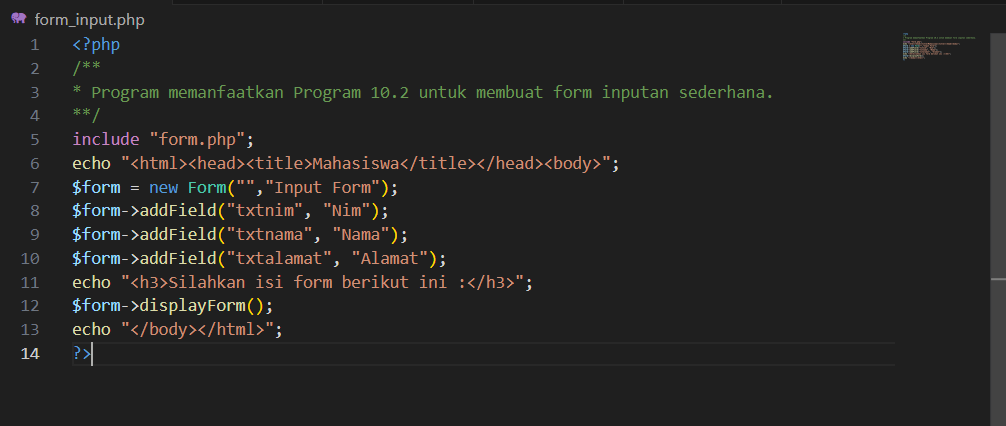 form_input.php
1 <?php
2 /**
3 * Program memanfaatkan Program 10.2 untuk membuat form inputan sederhana.
4 **/
5 include "form.php";
6 echo "<html><head><title>Mahasiswa</title></head><body>";
7 $form = new Form("","Input Form");
8 $form->addField("txtnim", "Nim");
9 $form->addField("txtnama", "Nama");
10 $form->addField("txtalamat", "Alamat");
11 echo "<h3>Silahkan isi form berikut ini :</h3>";
12 $form->displayForm();
13 echo "</body></html>";
14 ?>